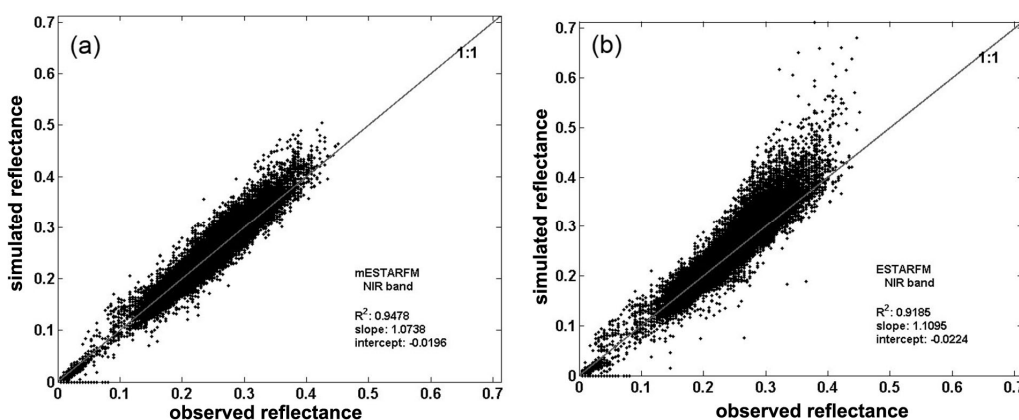 (a)
1:1
0.7
0.6
0.5
0.4
0.3
0.2
0.1
0
simulated reflectance
mESTARFM
NIR band
R²: 0.9478
slope: 1.0738
intercept: -0.0196
0 0.1 0.2 0.3 0.4 0.5 0.6 0.7
observed reflectance
(b)
1:1
0.7
0.6
0.5
0.4
0.3
0.2
0.1
0
simulated reflectance
ESTARFM
NIR band
R²: 0.9185
slope: 1.1095
intercept: -0.0224
0 0.1 0.2 0.3 0.4 0.5 0.6 0.7
observed reflectance